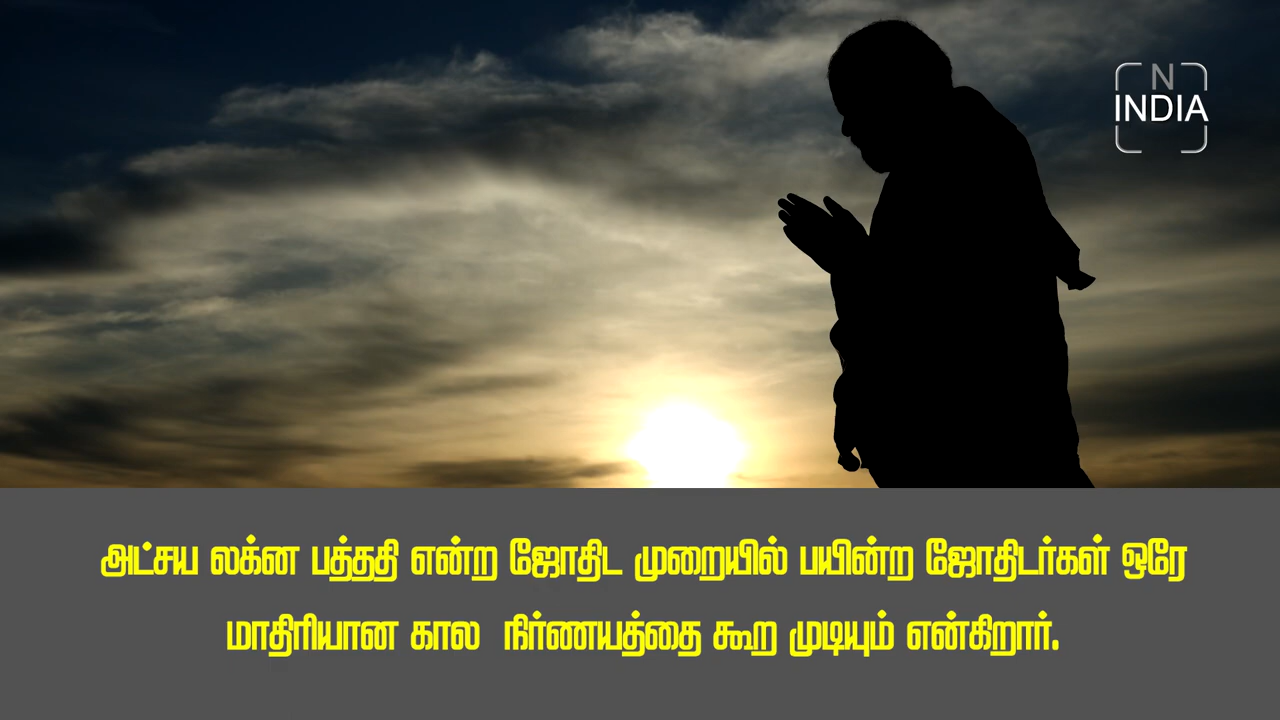 N
INDIA
அட்சய லக்ன பத்ததி என்ற ஜோதிட முறையில் பயின்ற ஜோதிடர்கள் ஒரே
மாதிரியான கால நிர்ணயத்தை கூற முடியும் என்கிறார்.